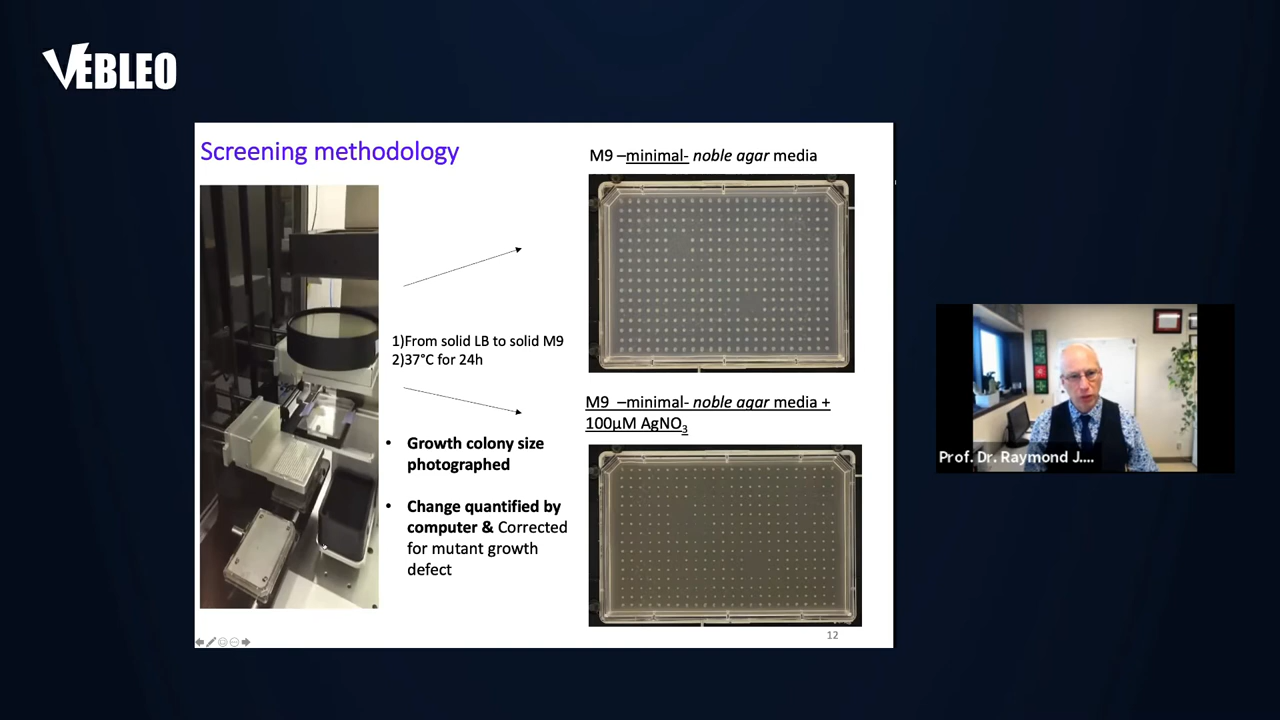 VEBLEO
Screening methodology
M9 –minimal- noble agar media
1)From solid LB to solid M9
2)37°C for 24h
M9 –minimal- noble agar media +
100µM AgNO3
• Growth colony size
photographed
• Change quantified by
computer & Corrected
for mutant growth
defect
12
Prof. Dr. Raymond J....